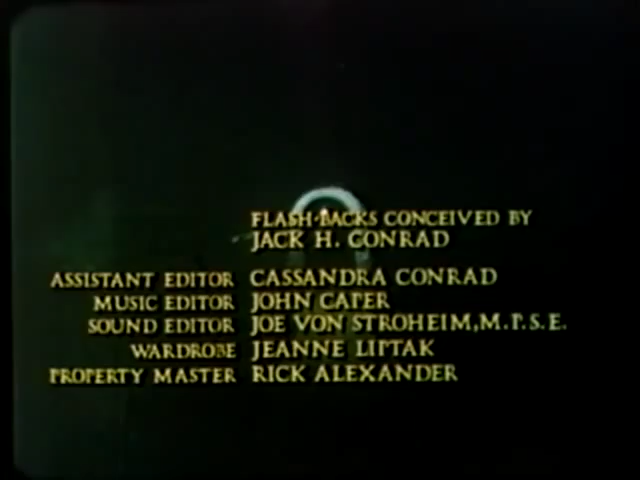 FLASH-BACKS CONCEIVED BY
JACK H. CONRAD
ASSISTANT EDITOR CASSANDRA CONRAD
MUSIC EDITOR JOHN CAPER
SOUND EDITOR JOE VON STROHEIM, M.P.S.E.
WARDROBE JEANNE LIPTAK
PROPERTY MASTER RICK ALEXANDER